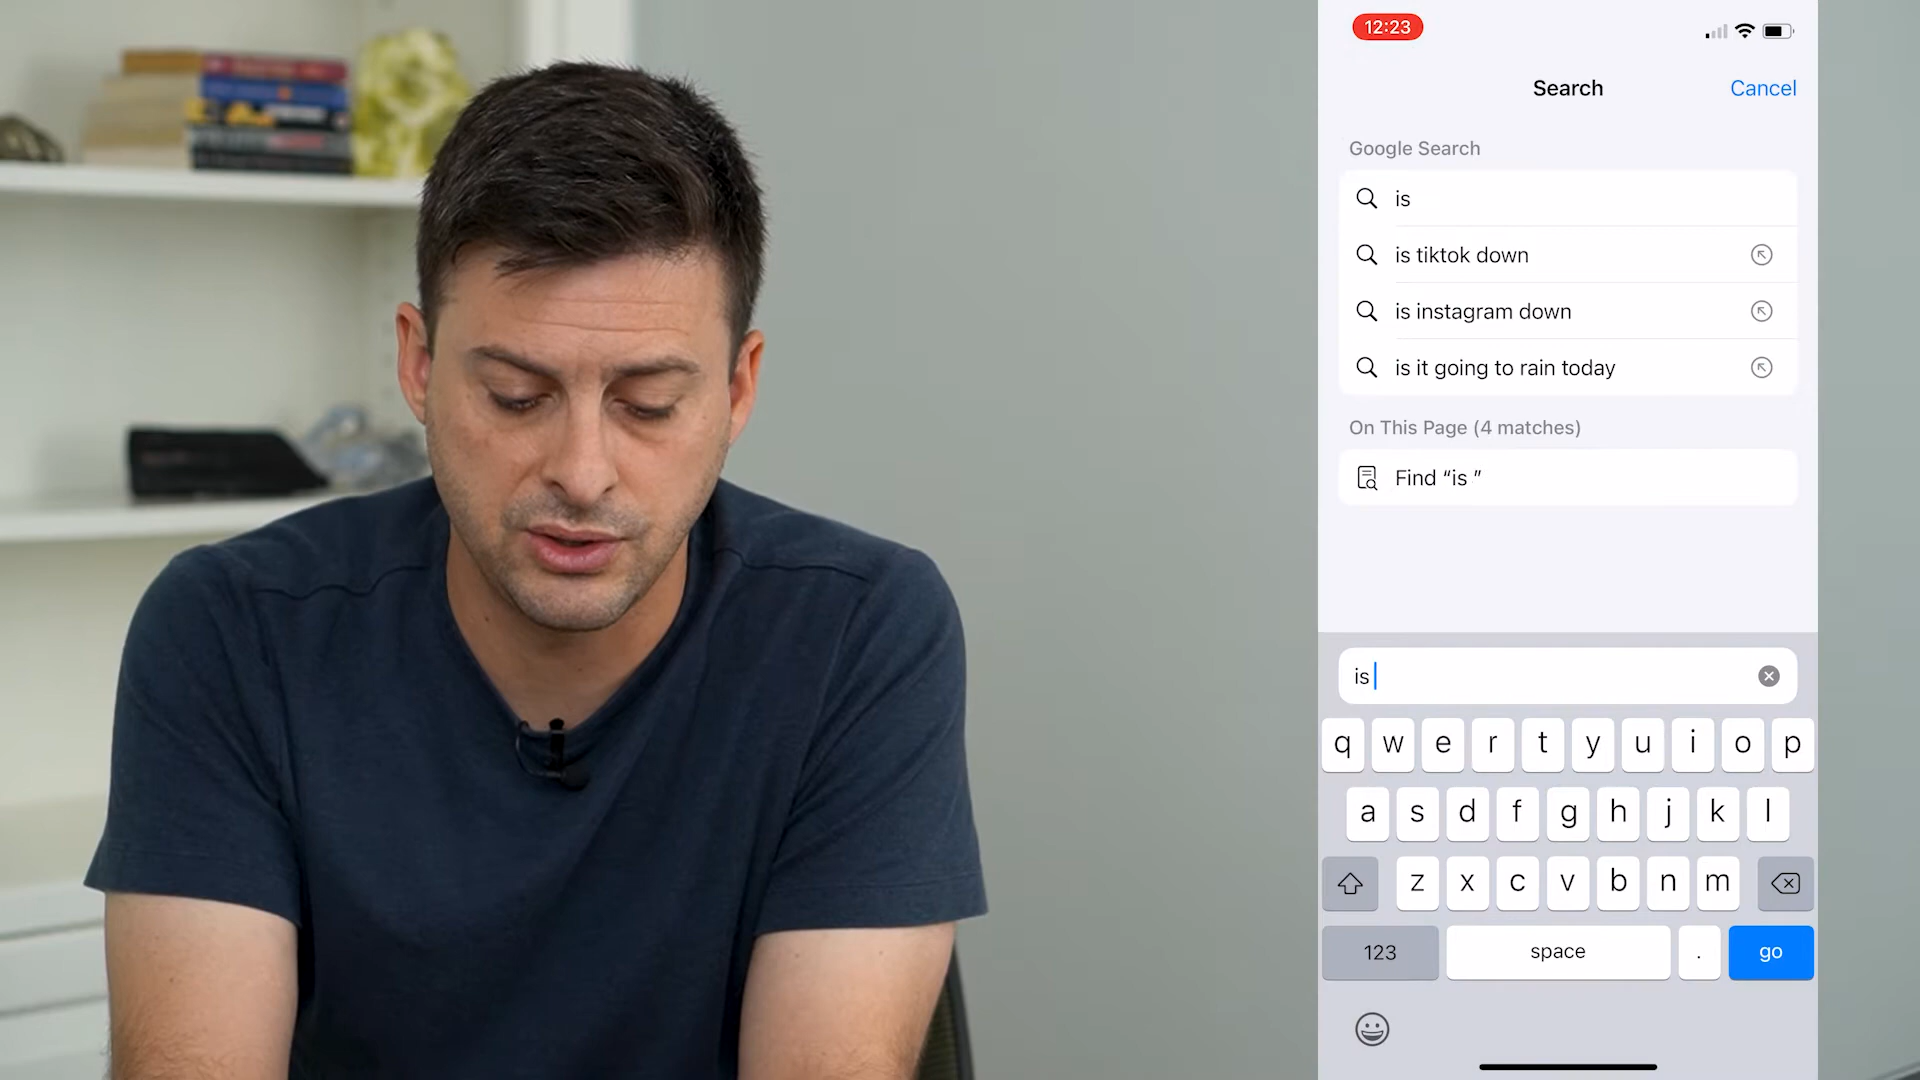 12:23
Search
Cancel
Google Search
is
is tiktok down
is instagram down
is it going to rain today
On This Page (4 matches)
Find “is ”
is
q w e r t y u i o p
a s d f g h j k l
z x c v b n m
123 space . go